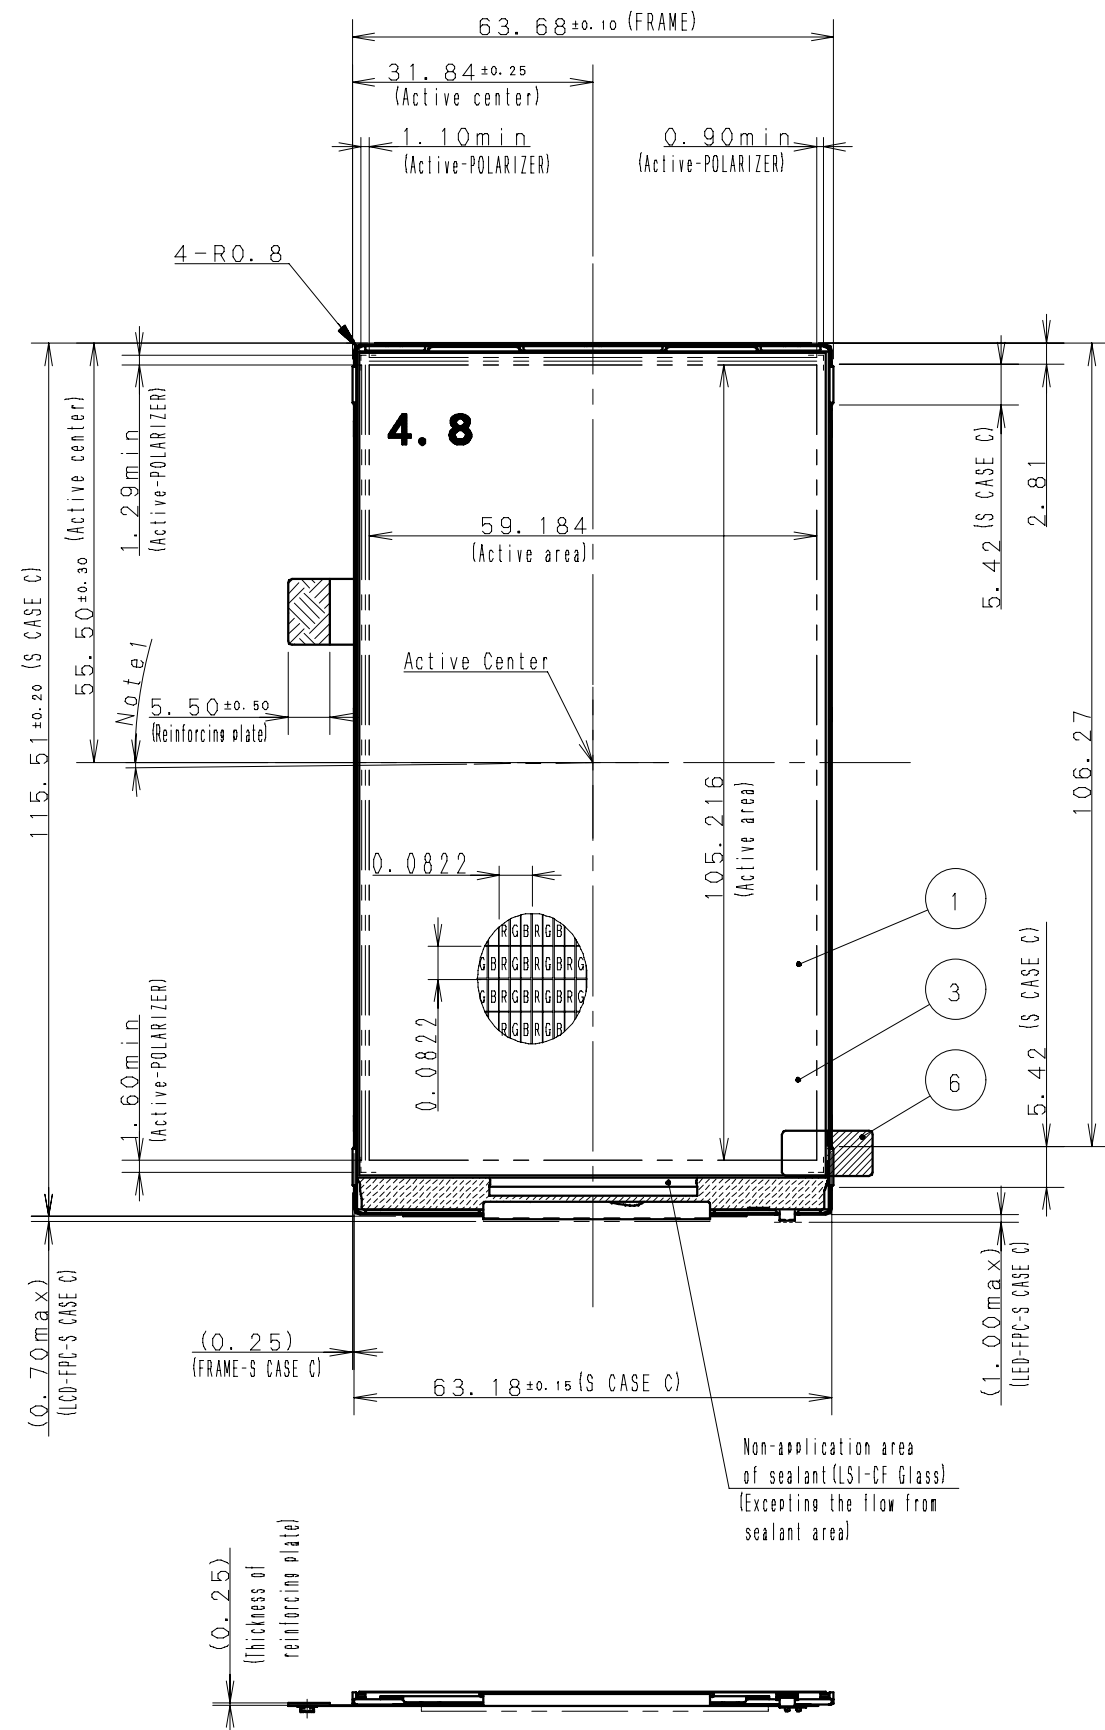 63.68±0.10 (FRAME)
31.84±0.25
(Active center)
1.10min
(Active-POLARIZER)
0.90min
(Active-POLARIZER)
4-R0.8
115.51±0.20 (S CASE C)
55.50±0.30 (Active center)
1.29min
(Active-POLARIZER)
4.8
59.184
(Active area)
5.42 (S CASE C)
2.81
Note1
5.50±0.50
(Reinforcing plate)
Active Center
105.216
(Active area)
106.27
0.0822
0.0822
RGBRGB
GBRGBRGBRG
GBRGBRGBRG
RGBRGB
1
3
6
5.42 (S CASE C)
1.60min
(Active-POLARIZER)
(0.70max)
(LCD-FPC-S CASE C)
(0.25)
(FRAME-S CASE C)
63.18±0.15 (S CASE C)
(1.00max)
(LED-FPC-S CASE C)
Non-application area
of sealant(LSI-CF Glass)
(Excepting the flow from
sealant area)
(0.25)
(Thickness of
reinforcing plate)